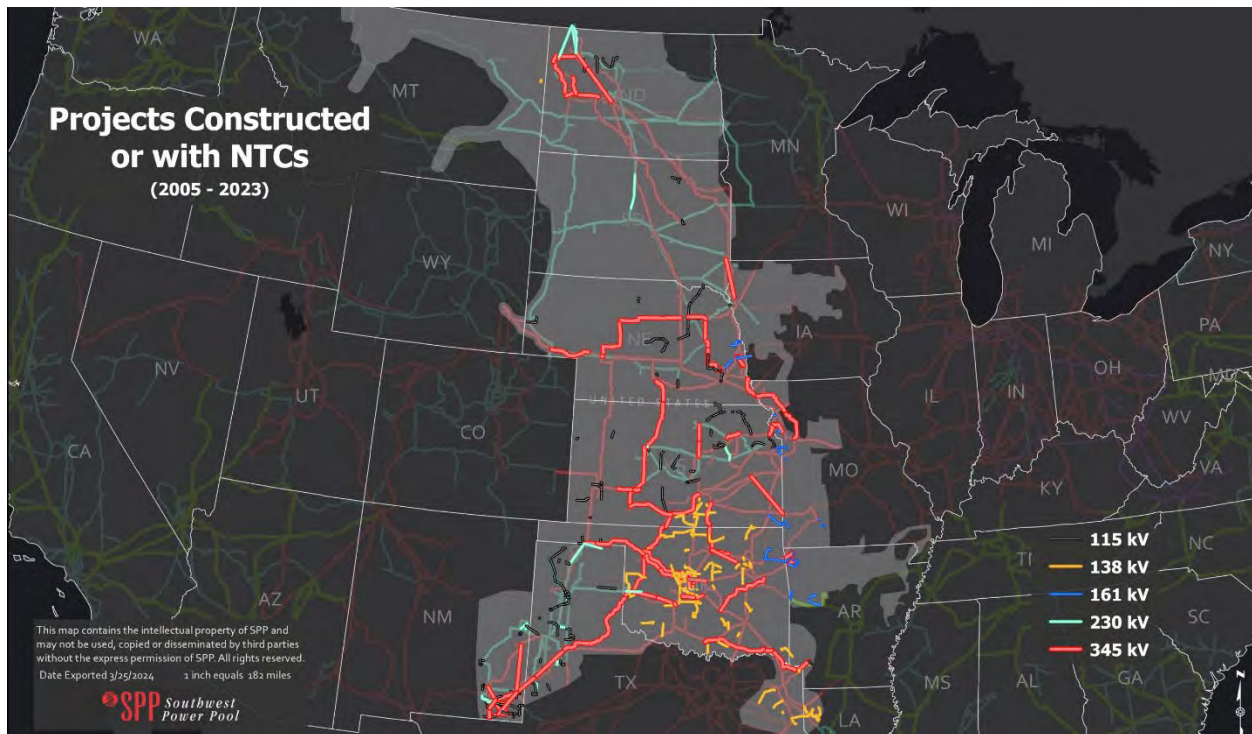 Projects Constructed
or with NTCs
(2005 - 2023)
WA
MT
ND
MN
WI
MI
NY
WY
IA
NE
PA
NV
UT
IL
IN
OH
MD
WV
UNITED STATES
CO
CA
MO
KY
VA
115 kV
138 kV
161 kV
230 kV
345 kV
AZ
NM
AR
NC
SC
TX
MS
AL
GA
LA
This map contains the intellectual property of SPP and
may not be used, copied or disseminated by third parties
without the express permission of SPP. All rights reserved.
Date Exported 3/25/2024 1 inch equals 182 miles
SPP Southwest
Power Pool
N